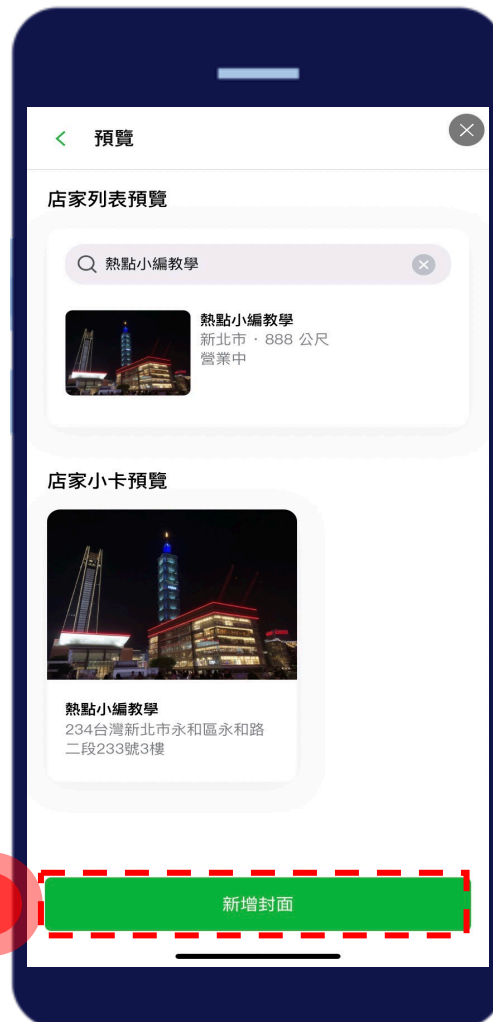 預覽
店家列表預覽
熱點小編教學
熱點小編教學
新北市 · 888 公尺
營業中
店家小卡預覽
熱點小編教學
234台灣新北市永和區永和路
二段233號3樓
新增封面